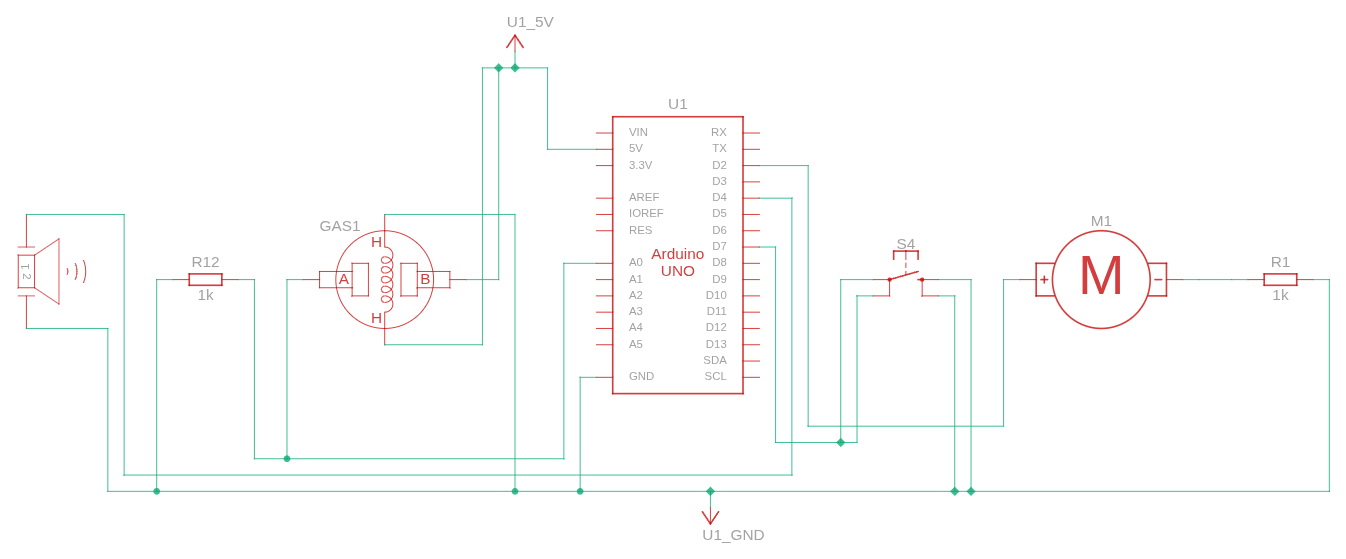 U1_5V
U1
VIN
RX
5V
TX
3.3V
D2
D3
AREF
D4
IOREF
D5
RES
D6
D7
A0
D8
A1
D9
A2
D10
A3
D11
A4
D12
A5
D13
SDA
GND
SCL
Arduino
UNO
1
2
R12
1k
GAS1
H
A
B
H
S4
M1
+
M
-
R1
1k
U1_GND